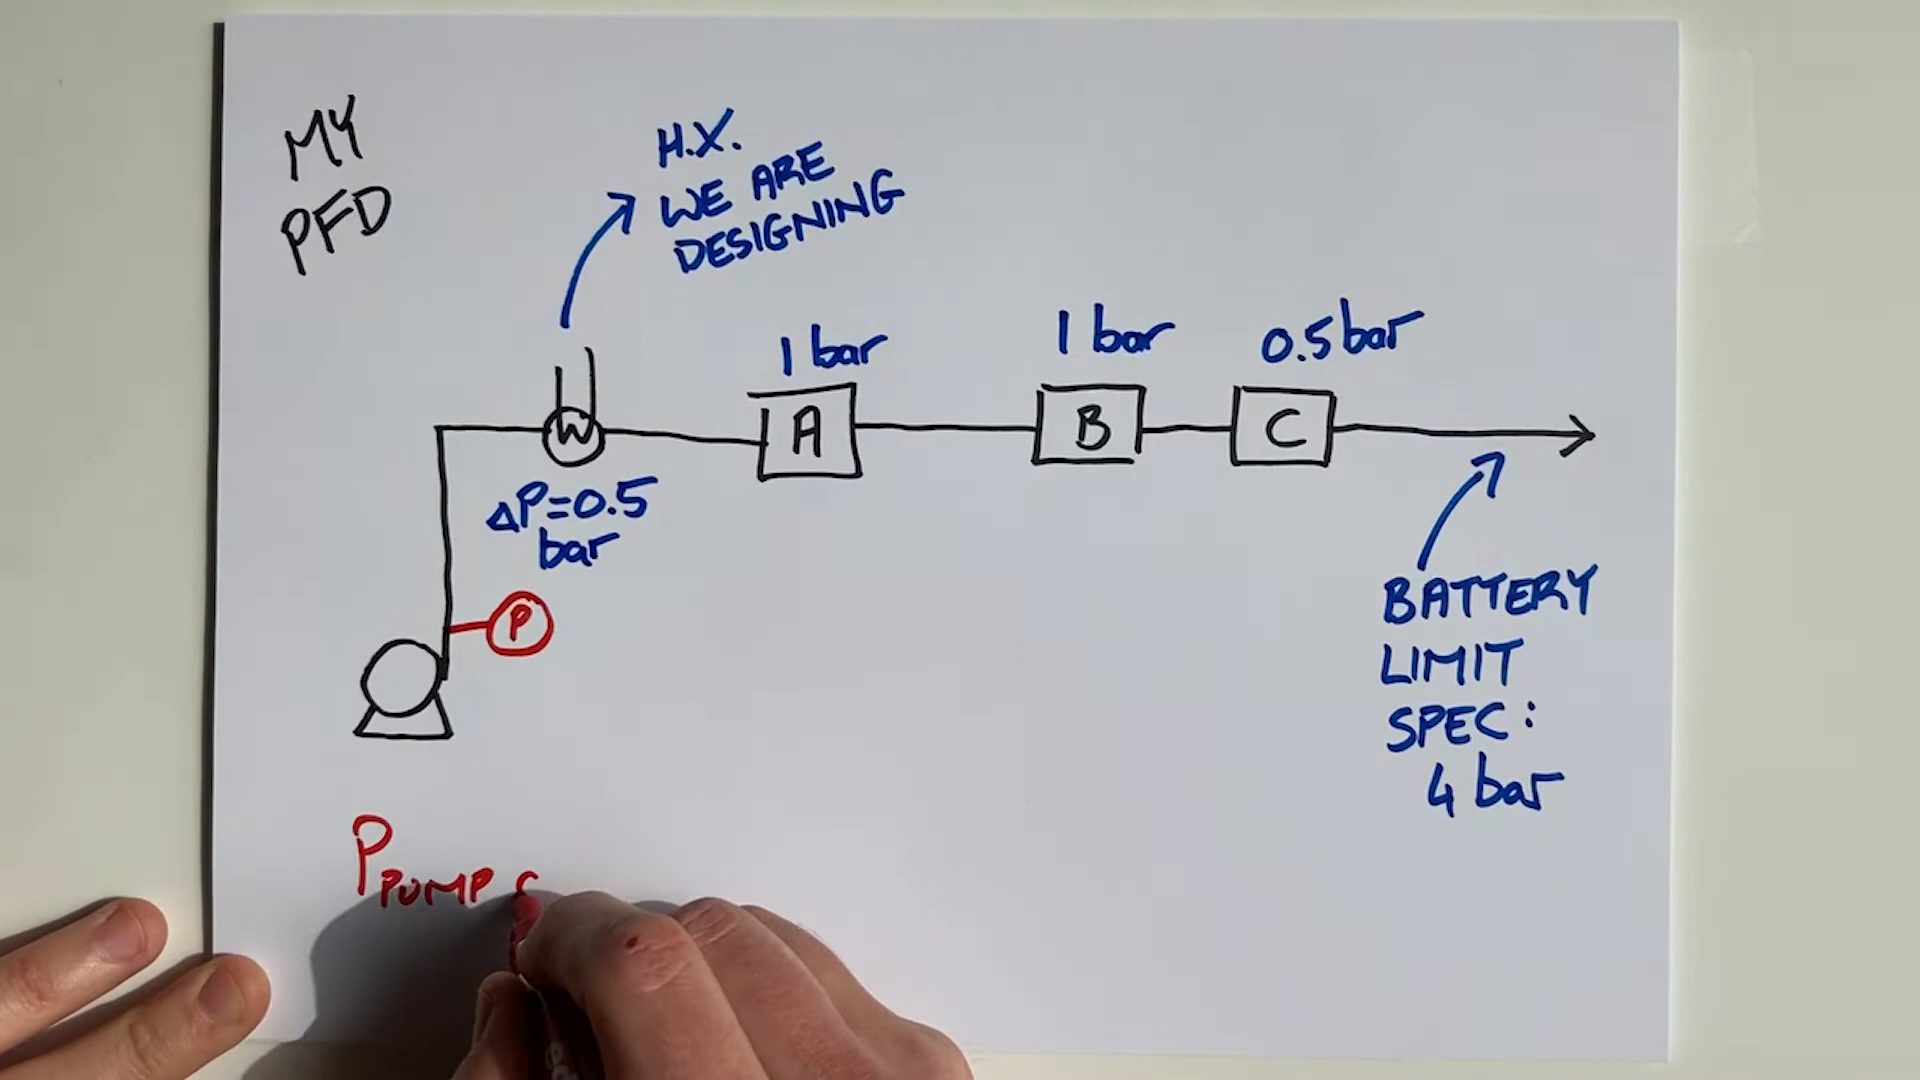 MY
PFD
H.X.
WE ARE
DESIGNING
1 bar
1 bar
0.5 bar
W
A
B
C
ΔP=0.5
bar
P
BATTERY
LIMIT
SPEC:
4 bar
PPUMP